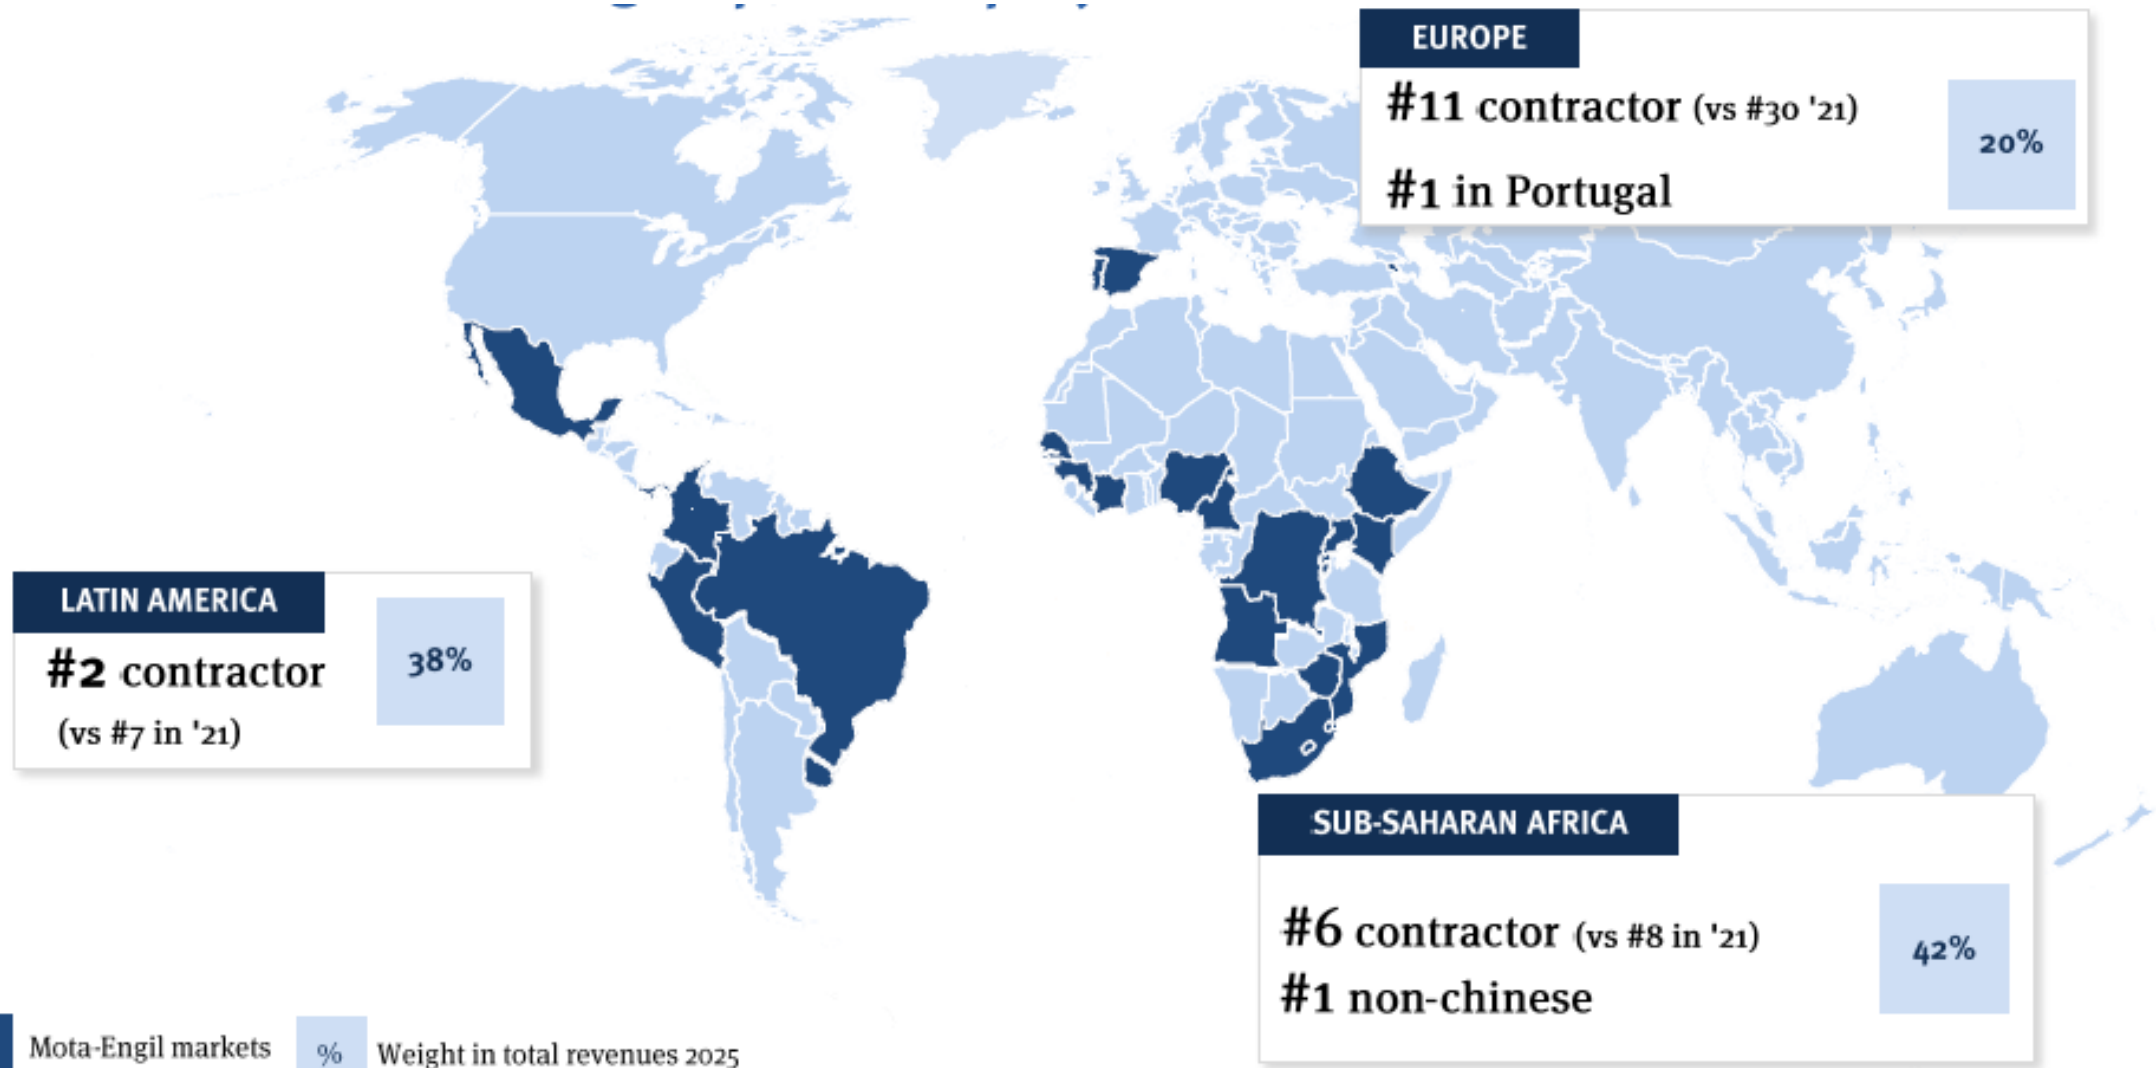 EUROPE
#11 contractor (vs #30 '21)
20%
#1 in Portugal
LATIN AMERICA
38%
#2 contractor
(vs #7 in '21)
SUB-SAHARAN AFRICA
#6 contractor (vs #8 in '21)
42%
#1 non-chinese
Mota-Engil markets
% Weight in total revenues 2025